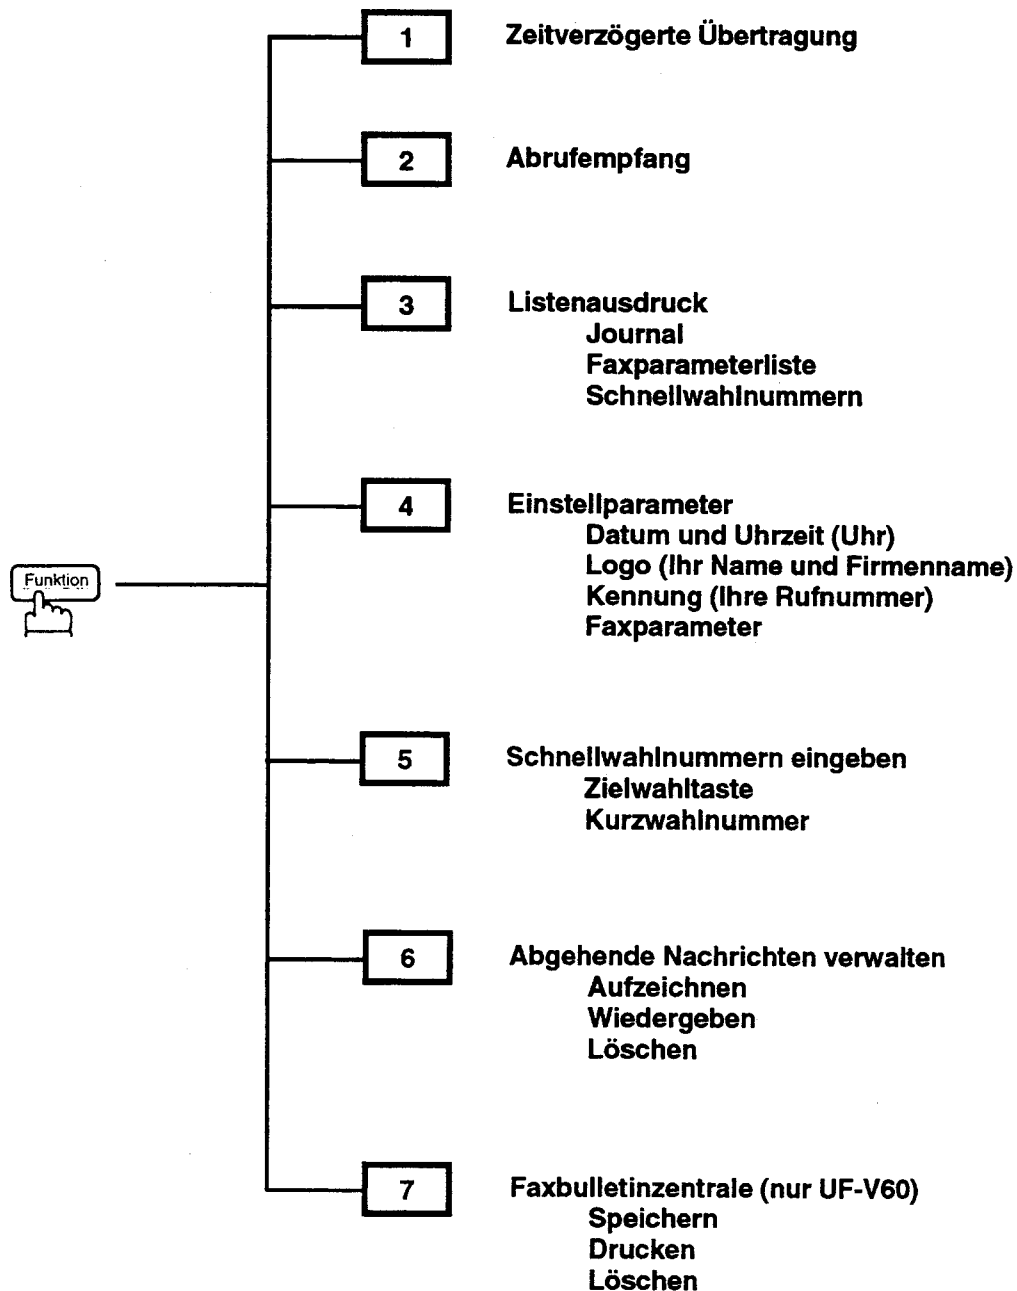 1 Zeitverzögerte Übertragung
2 Abrufempfang
3 Listenausdruck
Journal
Faxparameterliste
Schnellwahlnummern
4 Einstellparameter
Datum und Uhrzeit (Uhr)
Logo (Ihr Name und Firmenname)
Funktion
Kennung (Ihre Rufnummer)
Faxparameter
5 Schnellwahlnummern eingeben
Zielwahltaste
Kurzwahlnummer
6 Abgehende Nachrichten verwalten
Aufzeichnen
Wiedergeben
Löschen
7 Faxbulletinzentrale (nur UF-V60)
Speichern
Drucken
Löschen